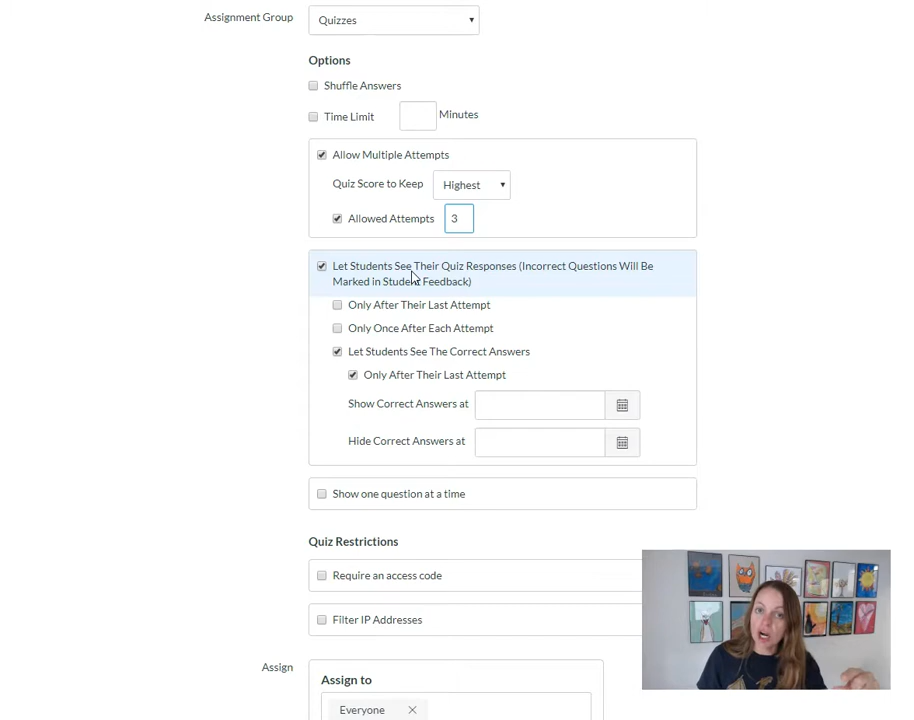 Assignment Group
Quizzes
Options
Shuffle Answers
Time Limit
Minutes
Allow Multiple Attempts
Quiz Score to Keep
Highest
Allowed Attempts
3
Let Students See Their Quiz Responses (Incorrect Questions Will Be
Marked in Student Feedback)
Only After Their Last Attempt
Only Once After Each Attempt
Let Students See The Correct Answers
Only After Their Last Attempt
Show Correct Answers at
Hide Correct Answers at
Show one question at a time
Quiz Restrictions
Require an access code
Filter IP Addresses
Assign
Assign to
Everyone